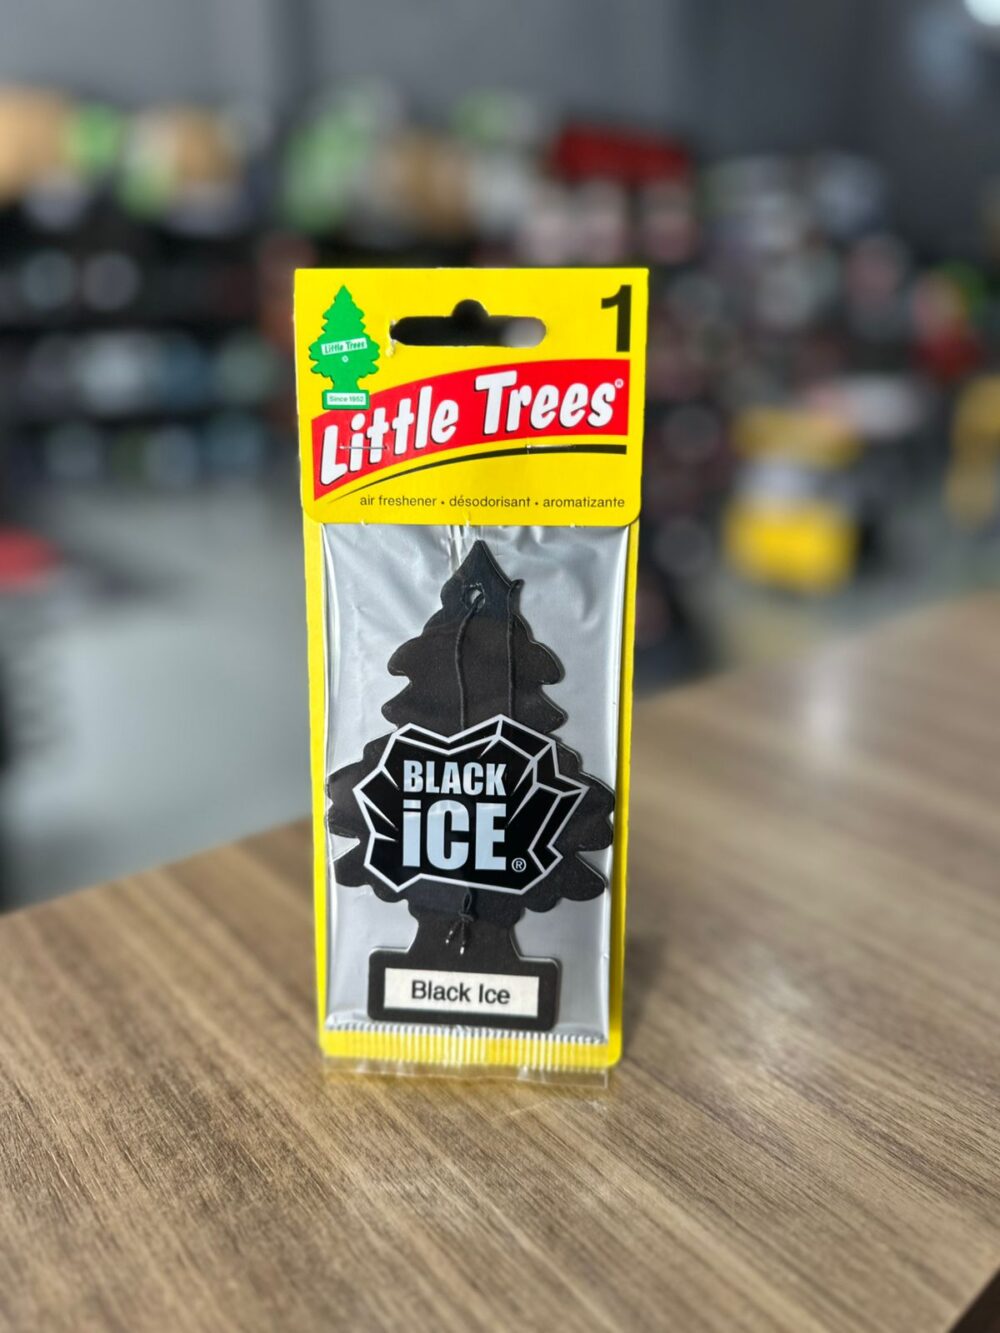 1
Little Trees
Since 1952
Little Trees®
air freshener • désodorisant • aromatizante
BLACK
iCE®
Black Ice